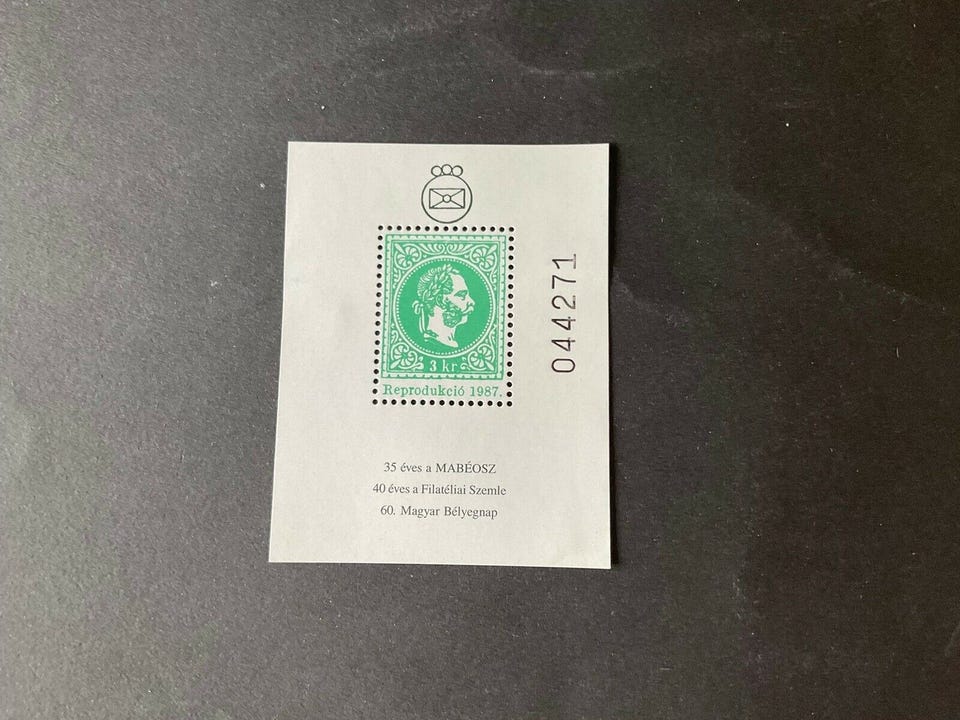 3 kr.
Reprodukció 1987.
044271
35 éves a MABÉOSZ
40 éves a Filatéliai Szemle
60. Magyar Bélyegnap